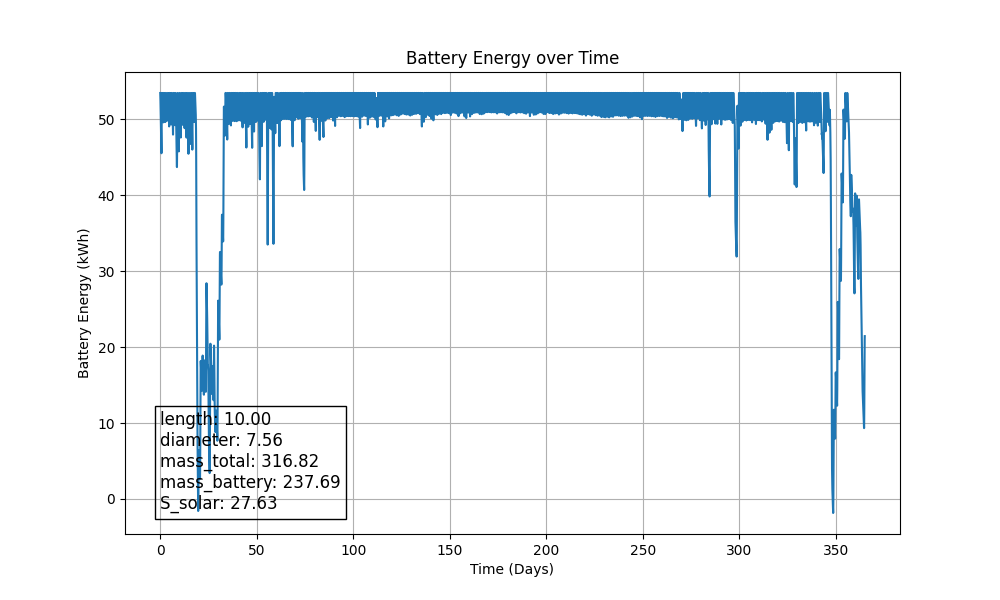 Battery Energy over Time
Battery Energy (kWh)
50
40
30
20
10
0
length: 10.00
diameter: 7.56
mass_total: 316.82
mass_battery: 237.69
S_solar: 27.63
0 50 100 150 200 250 300 350
Time (Days)